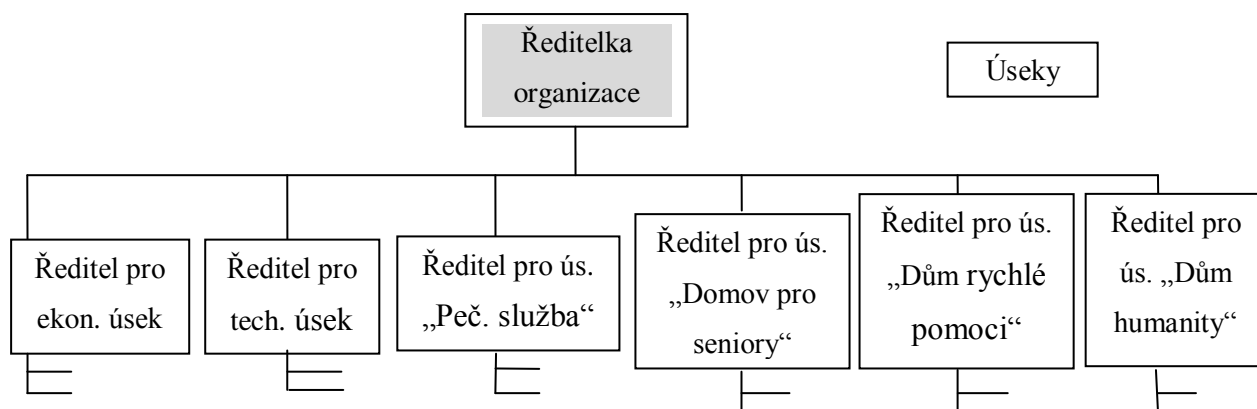 Ředitelka
organizace
Úseky
Ředitel pro
ekon. úsek
Ředitel pro
tech. úsek
Ředitel pro ús.
„Peč. služba“
Ředitel pro ús.
„Domov pro
seniory“
Ředitel pro ús.
„Dům rychlé
pomoci“
Ředitel pro
ús. „Dům
humanity“